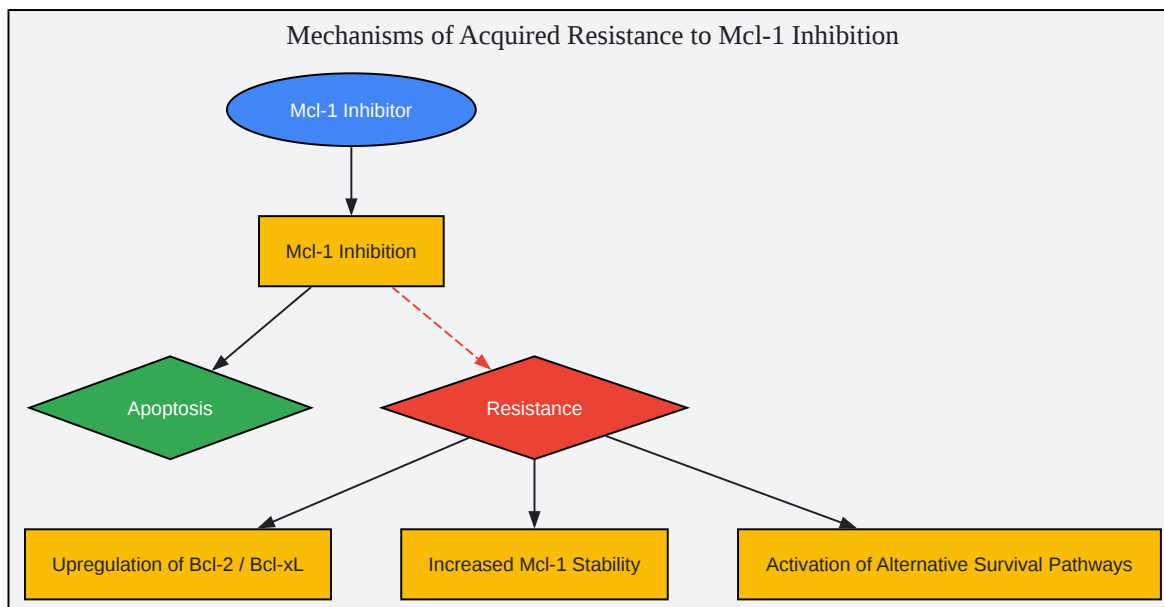 Mechanisms of Acquired Resistance to Mcl-1 Inhibition
Mcl-1 Inhibitor
Mcl-1 Inhibition
Apoptosis
Resistance
Upregulation of Bcl-2 / Bcl-xL
Increased Mcl-1 Stability
Activation of Alternative Survival Pathways